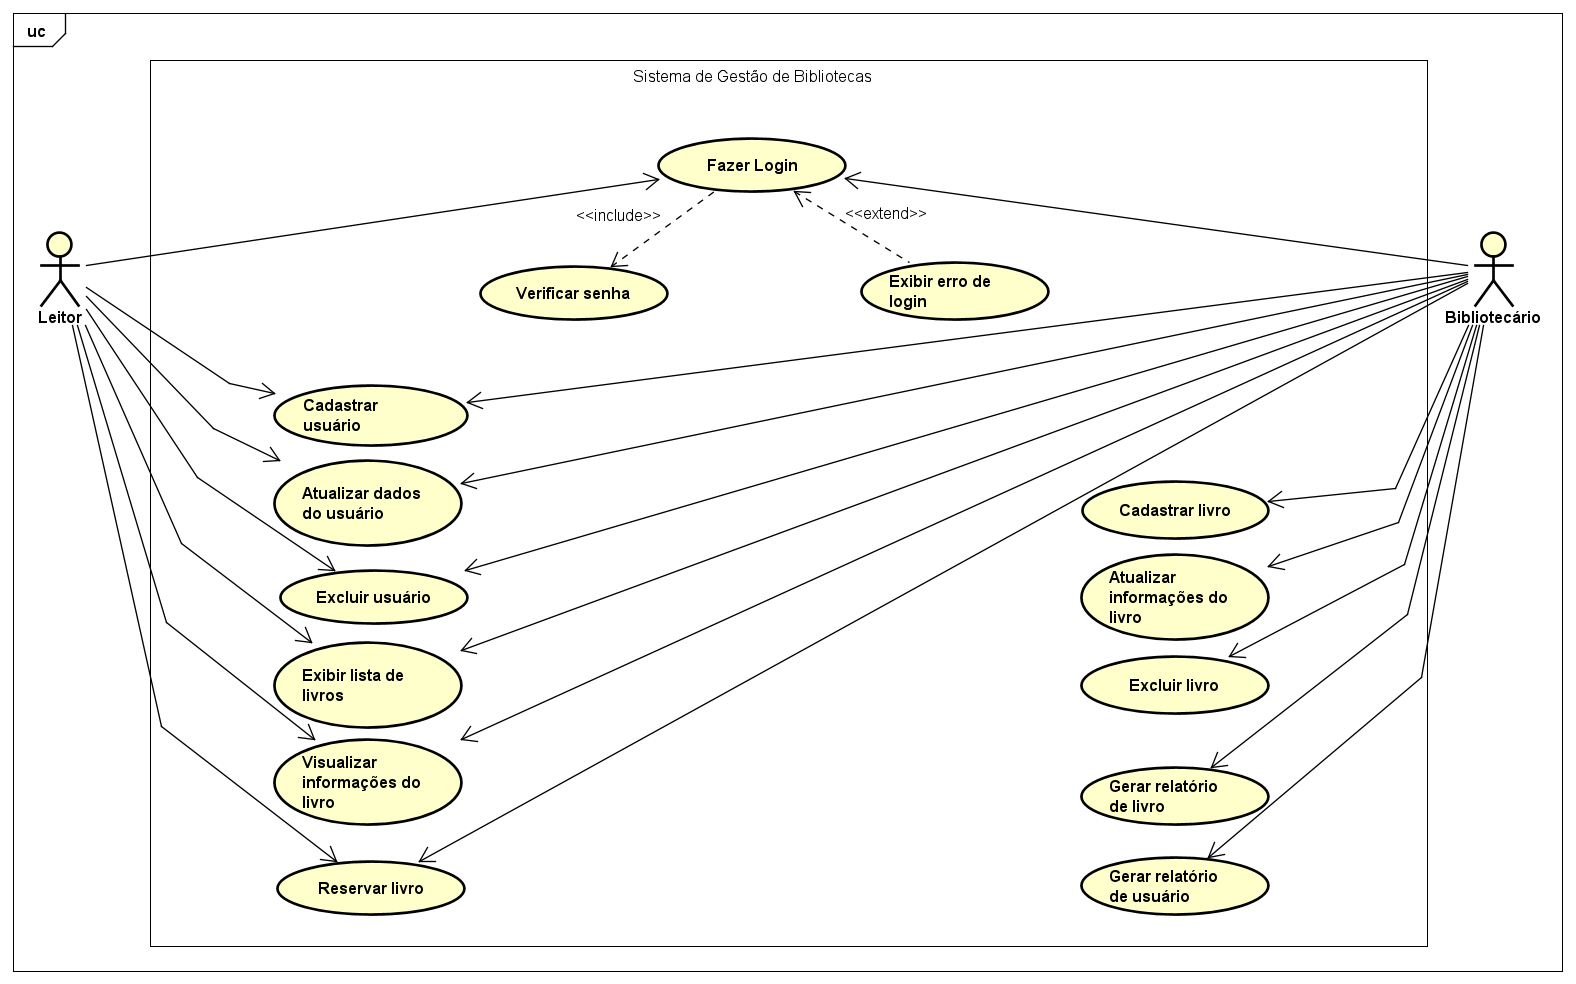 uc
Sistema de Gestão de Bibliotecas
Fazer Login
<<include>>
<<extend>>
Verificar senha
Exibir erro de
login
Leitor
Bibliotecário
Cadastrar
usuário
Atualizar dados
do usuário
Excluir usuário
Exibir lista de
livros
Visualizar
informações do
livro
Reservar livro
Cadastrar livro
Atualizar
informações do
livro
Excluir livro
Gerar relatório
de livro
Gerar relatório
de usuário